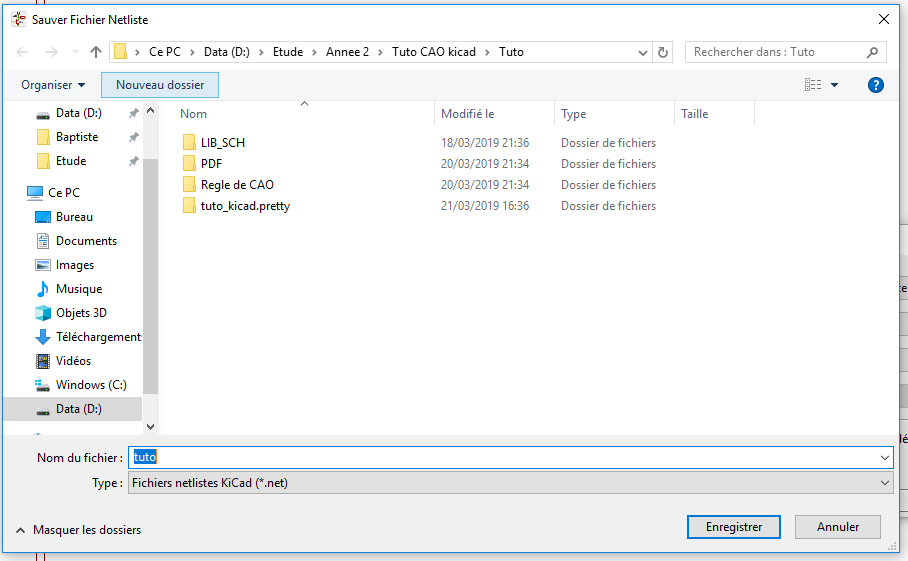 Sauver Fichier Netliste
Ce PC > Data (D:) > Etude > Annee 2 > Tuto CAO kicad > Tuto
Rechercher dans : Tuto
Organiser
Nouveau dossier
?
Nom Modifié le Type Taille
Data (D:)
Baptiste
Etude
Ce PC
Bureau
Documents
Images
Musique
Objets 3D
Téléchargement
Vidéos
Windows (C:)
Data (D:)
LIB_SCH 18/03/2019 21:36 Dossier de fichiers
PDF 20/03/2019 21:34 Dossier de fichiers
Regle de CAO 20/03/2019 21:34 Dossier de fichiers
tuto_kicad.pretty 21/03/2019 16:36 Dossier de fichiers
Nom du fichier : tuto
Type : Fichiers netlistes KiCad (*.net)
Masquer les dossiers
Enregistrer
Annuler